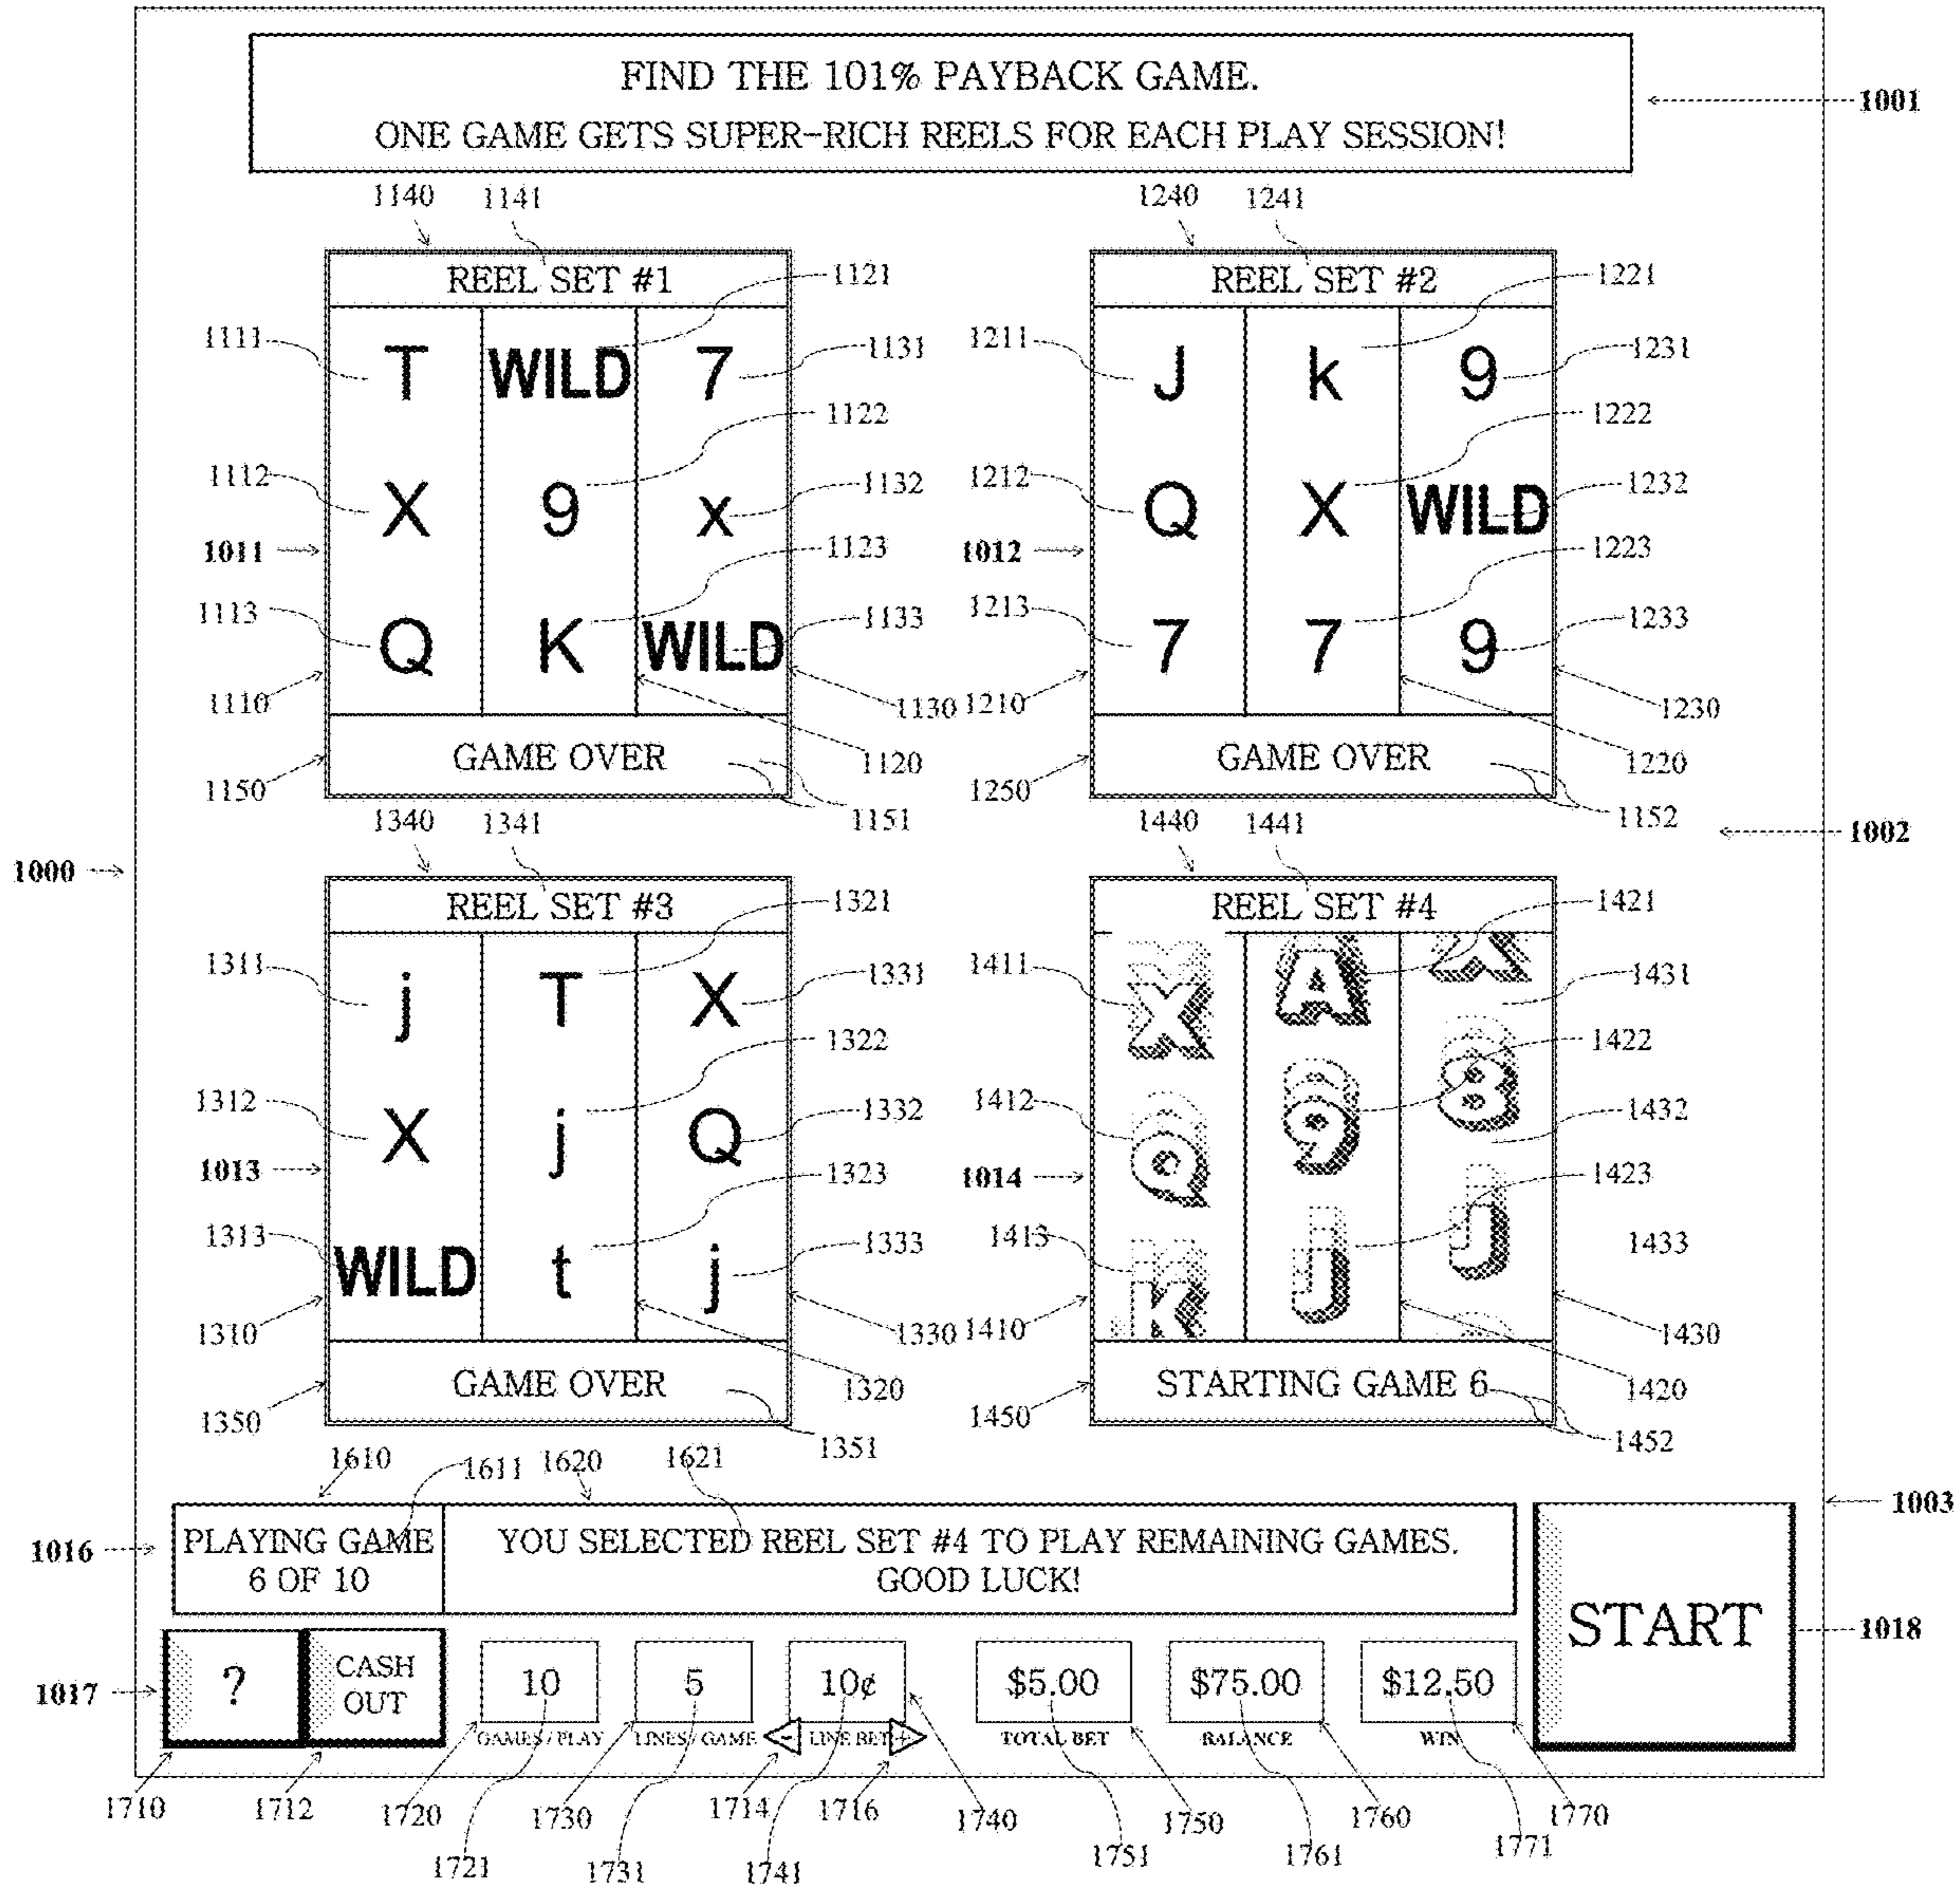 FIND THE 101% PAYBACK GAME.
1001
ONE GAME GETS SUPER-RICH REELS FOR EACH PLAY SESSION!
1140 1141 1240 1241
REEL SET #1 1121 REEL SET #2 1221
1111 T WILD 7 1131 1211 J k 9 1231
1122 1222
1112 X 9 x 1132 1212 Q X WILD 1232
1011 1123 1012 1223
1113 Q K WILD 1133 1213 7 7 9 1233
1110 1130 1210 1230
GAME OVER 1120 GAME OVER 1220
1150 1151 1250 1152
1340 1341 1440 1441 1002
1000
REEL SET #3 1321 REEL SET #4 1421
1311 j T X 1331 1411 X A 1431
1322 8 1422
1312 X j Q 1332 1412 Q 9 1432
1013 1323 1014 1423
1313 WILD t j 1333 1413 K J J 1433
1310 1330 1410 1430
GAME OVER 1320 STARTING GAME 6 1420
1350 1351 1450 1452
1610 1611 1620 1621
1003
PLAYING GAME YOU SELECTED REEL SET #4 TO PLAY REMAINING GAMES.
1016
6 OF 10 GOOD LUCK!
START 1018
1017 ? CASH OUT 10 5 10¢ $5.00 $75.00 $12.50
GAMES / PLAY LINES / GAME - LINE BET + TOTAL BET BALANCE WIN
1710 1712 1720 1730 1714 1716 1740 1750 1760 1770
1721 1731 1741 1751 1761 1771